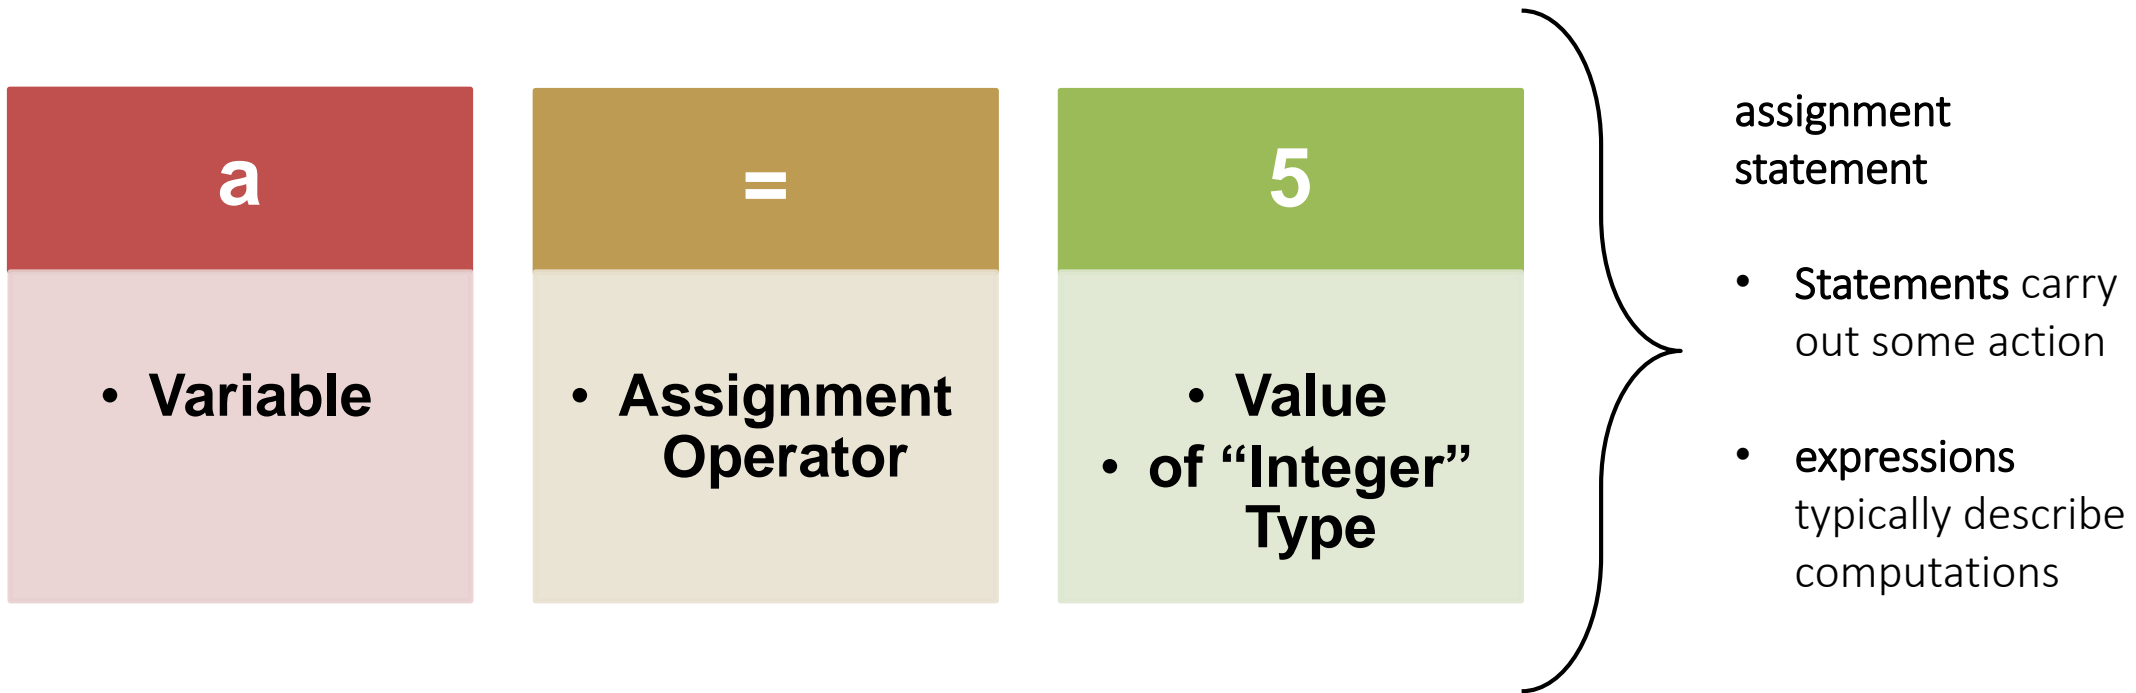 a
• Variable
=
• Assignment
Operator
5
• Value
• of “Integer”
Type
assignment
statement
• Statements carry
out some action
• expressions
typically describe
computations